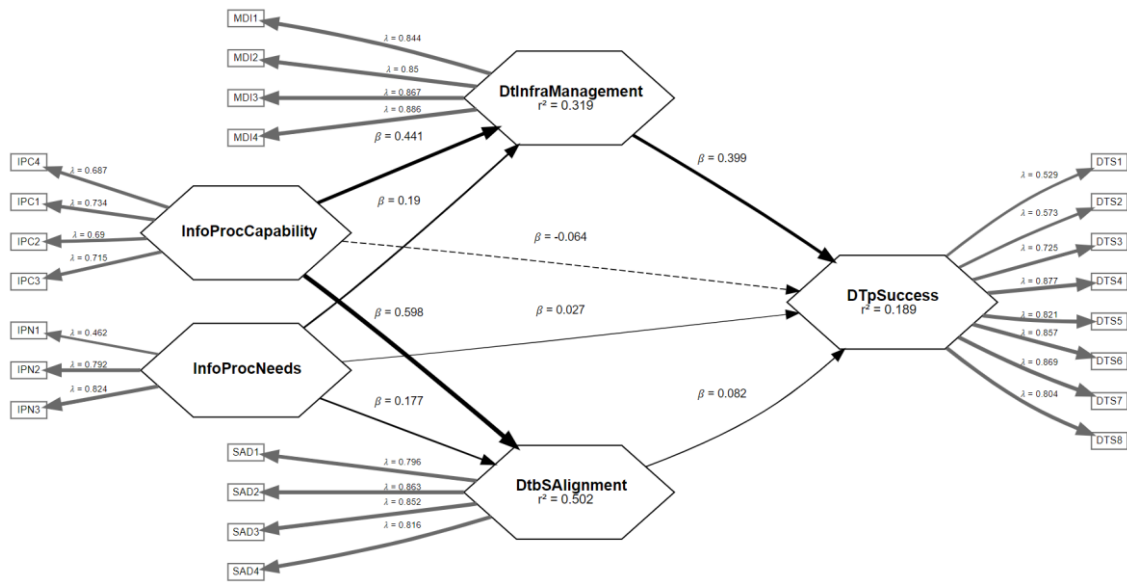 MDI1
λ = 0.844
MDI2
λ = 0.85
MDI3
λ = 0.867
MDI4
λ = 0.886
DtInfraManagement
r² = 0.319
β = 0.441
β = 0.399
IPC4
λ = 0.687
IPC1
λ = 0.734
IPC2
λ = 0.69
IPC3
λ = 0.715
InfoProcCapability
β = 0.19
β = -0.064
DTS1
λ = 0.529
DTS2
λ = 0.573
DTS3
λ = 0.725
DTS4
λ = 0.877
DTS5
λ = 0.821
DTS6
λ = 0.857
DTS7
λ = 0.869
DTS8
λ = 0.804
DTpSuccess
r² = 0.189
β = 0.598
β = 0.027
IPN1
λ = 0.462
IPN2
λ = 0.792
IPN3
λ = 0.824
InfoProcNeeds
β = 0.177
β = 0.082
SAD1
λ = 0.796
SAD2
λ = 0.863
SAD3
λ = 0.852
SAD4
λ = 0.816
DtbSAlignment
r² = 0.502